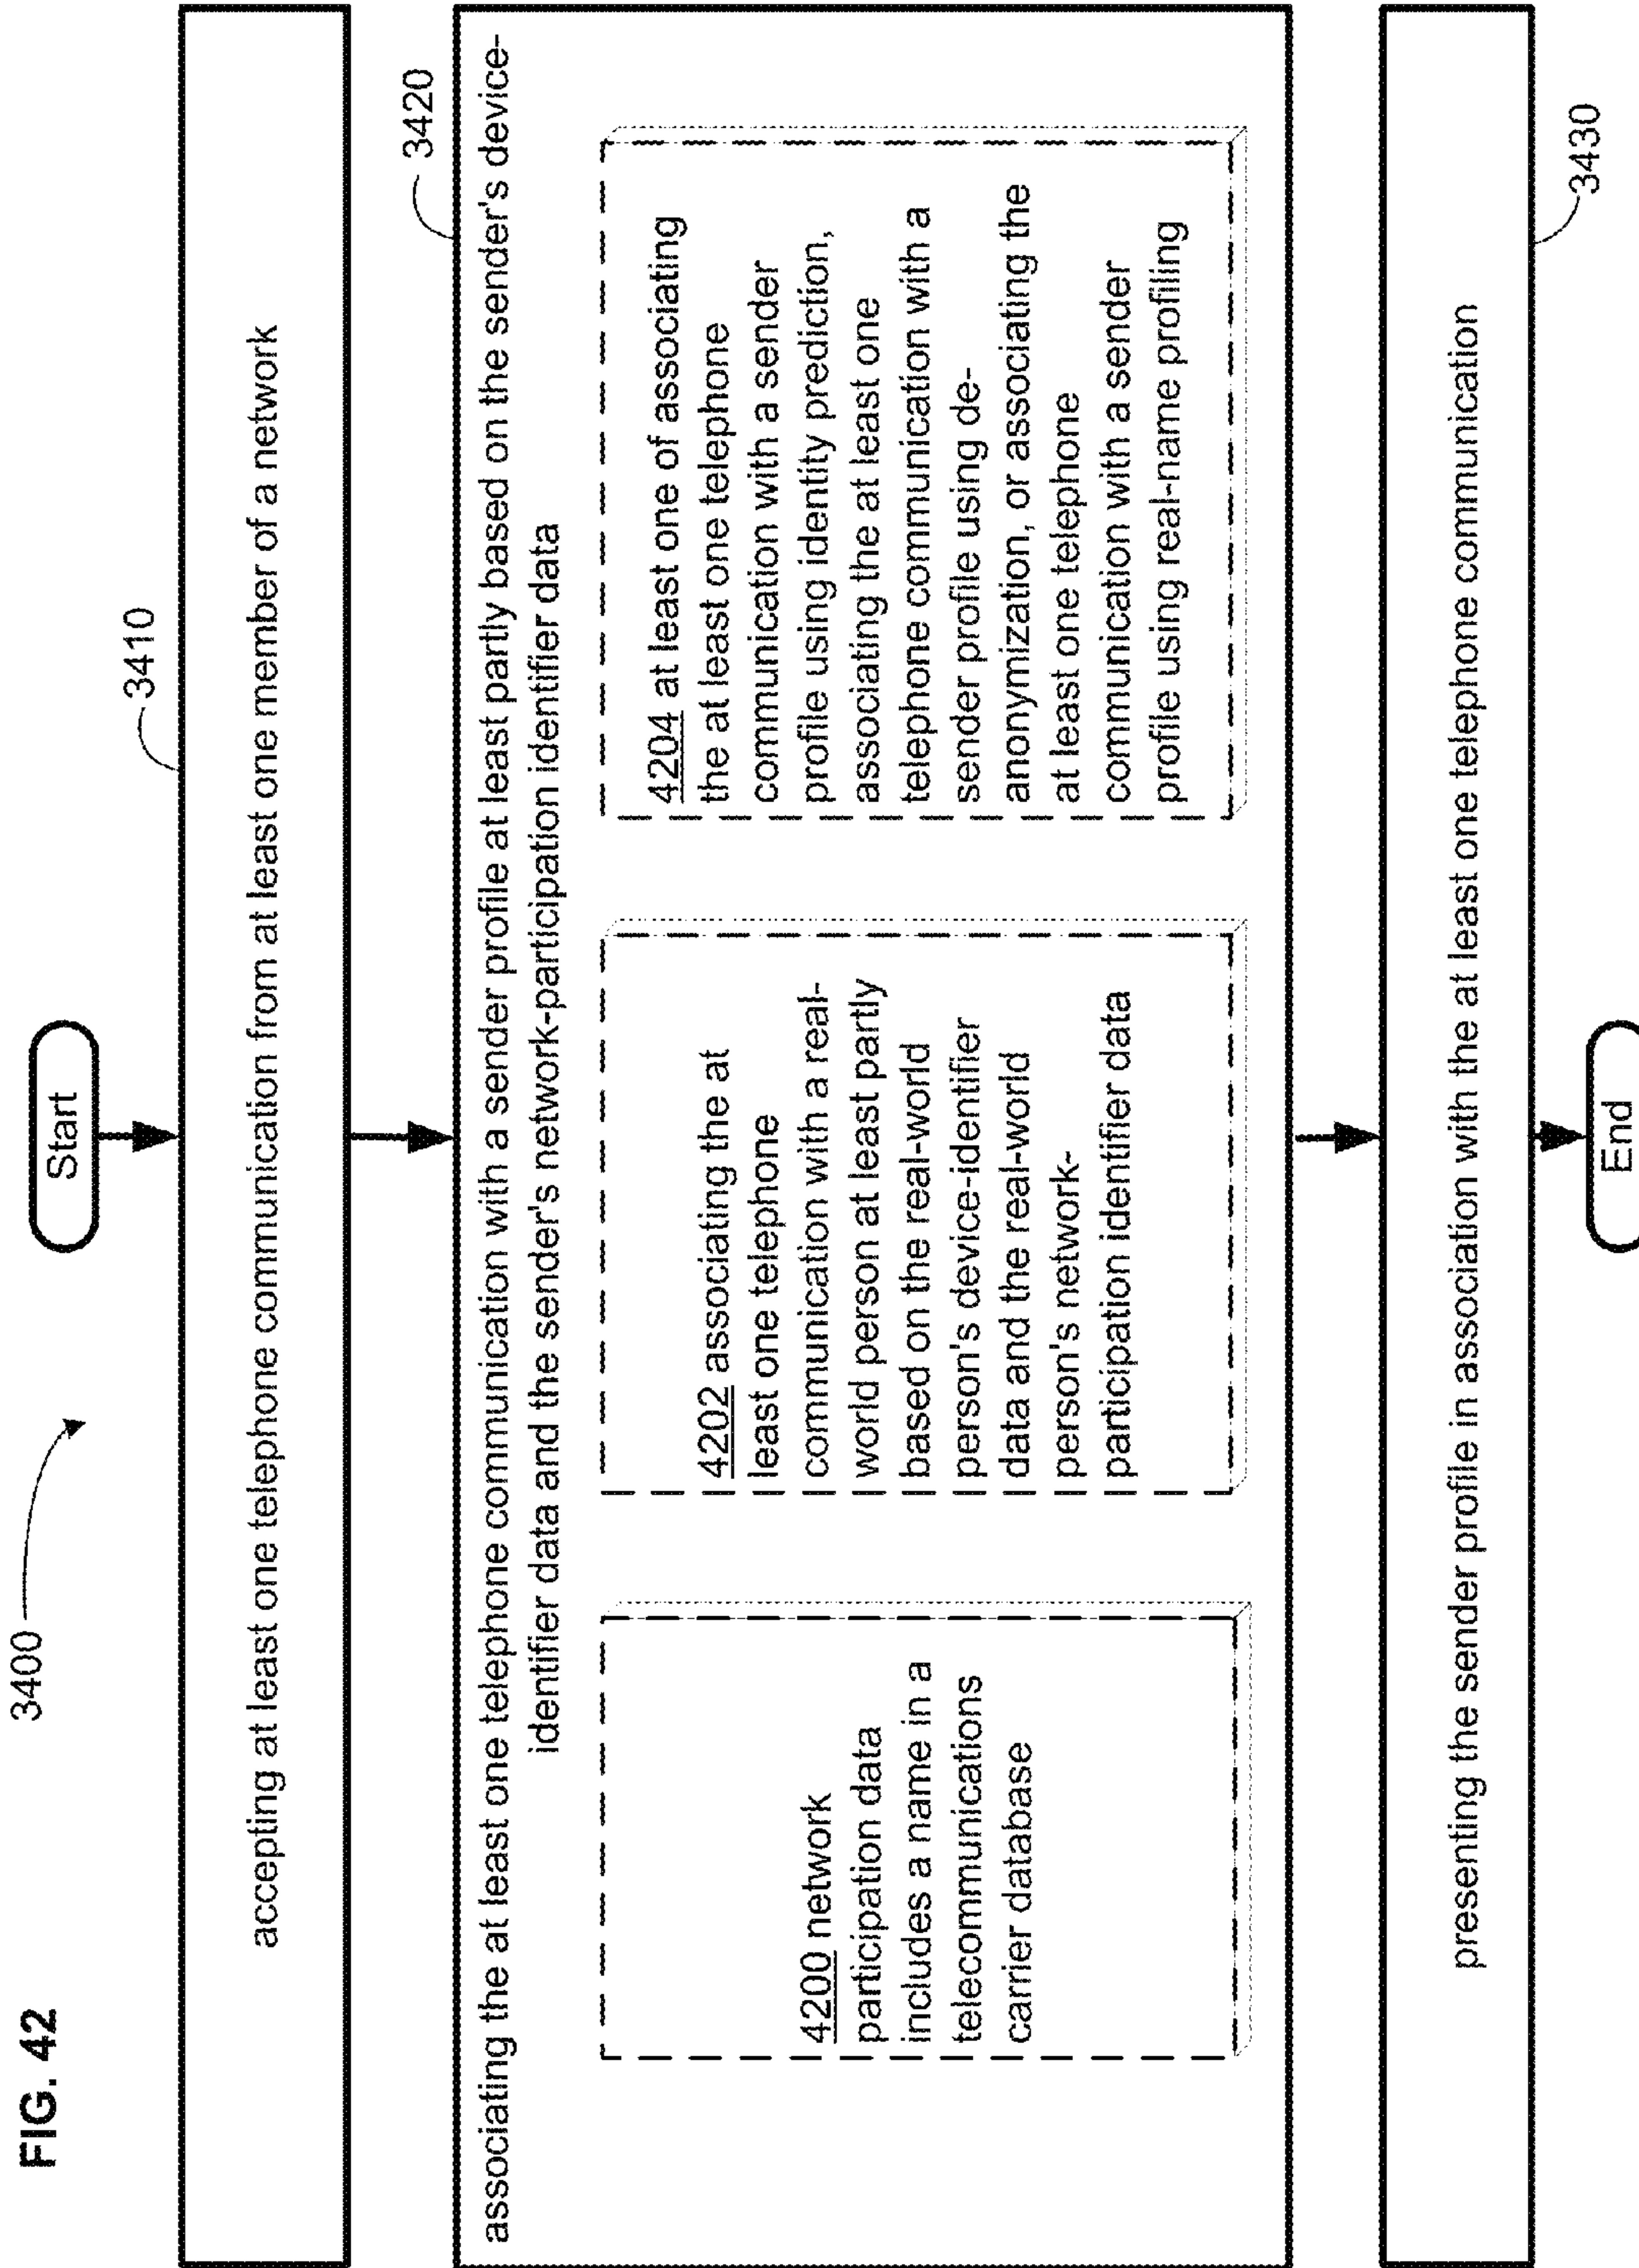 FIG. 42
3400
Start
3410
accepting at least one telephone communication from at least one member of a network
3420
associating the at least one telephone communication with a sender profile at least partly based on the sender's device-
identifier data and the sender's network-participation identifier data
4200 network
participation data
includes a name in a
telecommunications
carrier database
4202 associating the at
least one telephone
communication with a real-
world person at least partly
based on the real-world
person's device-identifier
data and the real-world
person's network-
participation identifier data
4204 at least one of associating
the at least one telephone
communication with a sender
profile using identity prediction,
associating the at least one
telephone communication with a
sender profile using de-
anonymization, or associating the
at least one telephone
communication with a sender
profile using real-name profiling
presenting the sender profile in association with the at least one telephone communication
3430
End